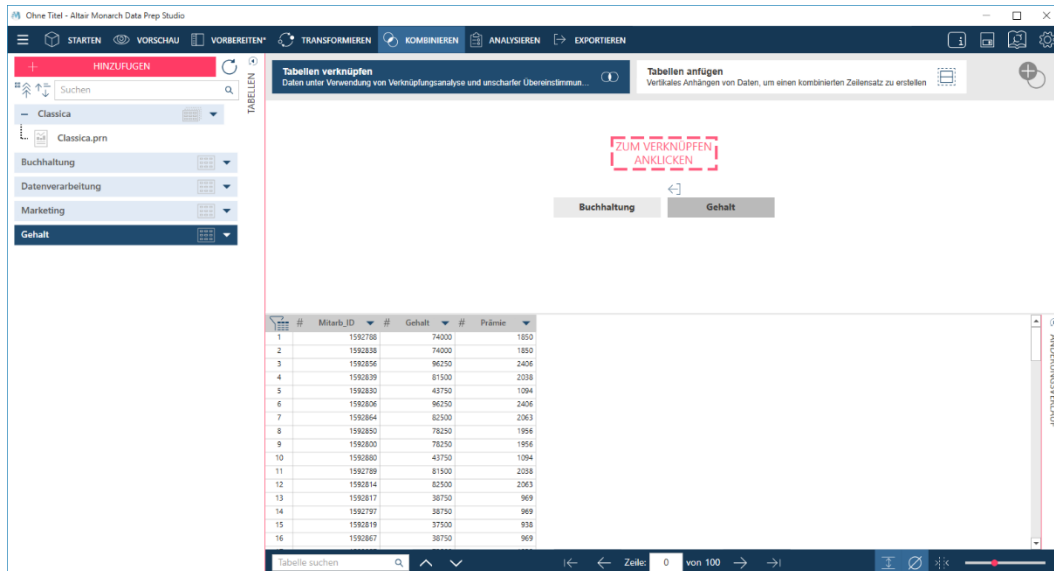 Ohne Titel - Altair Monarch Data Prep Studio
STARTEN VORSCHAU VORBEREITEN* TRANSFORMIEREN KOMBINIEREN ANALYSIEREN EXPORTIEREN
HINZUFÜGEN
Suchen
TABELLEN
Classica
Classica.prn
Buchhaltung
Datenverarbeitung
Marketing
Gehalt
Tabellen verknüpfen
Daten unter Verwendung von Verknüpfungsanalyse und unscharfer Übereinstimmun...
Tabellen anfügen
Vertikales Anhängen von Daten, um einen kombinierten Zeilensatz zu erstellen
ZUM VERKNÜPFEN
ANKLICKEN
Buchhaltung Gehalt
# Mitarb_ID # Gehalt # Prämie
1 1592788 74000 1850
2 1592838 74000 1850
3 1592856 96250 2406
4 1592839 81500 2038
5 1592830 43750 1094
6 1592806 96250 2406
7 1592864 82500 2063
8 1592850 78250 1956
9 1592800 78250 1956
10 1592880 43750 1094
11 1592789 81500 2038
12 1592814 82500 2063
13 1592817 38750 969
14 1592797 38750 969
15 1592819 37500 938
16 1592867 38750 969
ÄNDERUNGSVERLAUF
Tabelle suchen Zeile: 0 von 100